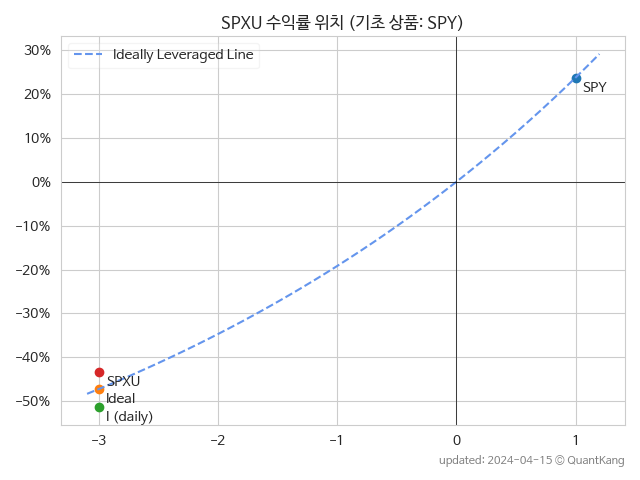 SPXU 수익률 위치 (기초 상품: SPY)
Ideally Leveraged Line
30%
20%
10%
0%
−10%
−20%
−30%
−40%
−50%
SPY
SPXU
Ideal
I (daily)
−3
−2
−1
0
1
updated: 2024-04-15 © QuantKang